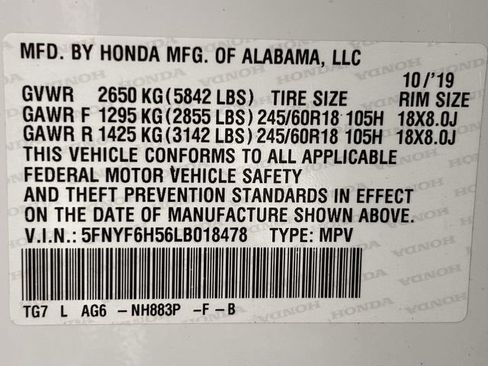 MFD. BY HONDA MFG. OF ALABAMA, LLC
10/'19
GVWR 2650 KG(5842 LBS) TIRE SIZE RIM SIZE
GAWR F 1295 KG(2855 LBS)245/60R18 105H 18X8.0J
GAWR R 1425 KG(3142 LBS)245/60R18 105H 18X8.0J
THIS VEHICLE CONFORMS TO ALL APPLICABLE
FEDERAL MOTOR VEHICLE SAFETY
AND THEFT PREVENTION STANDARDS IN EFFECT
ON THE DATE OF MANUFACTURE SHOWN ABOVE.
V.I.N.: 5FNYF6H56LB018478 TYPE: MPV
TG7 L AG6 -NH883P -F-B